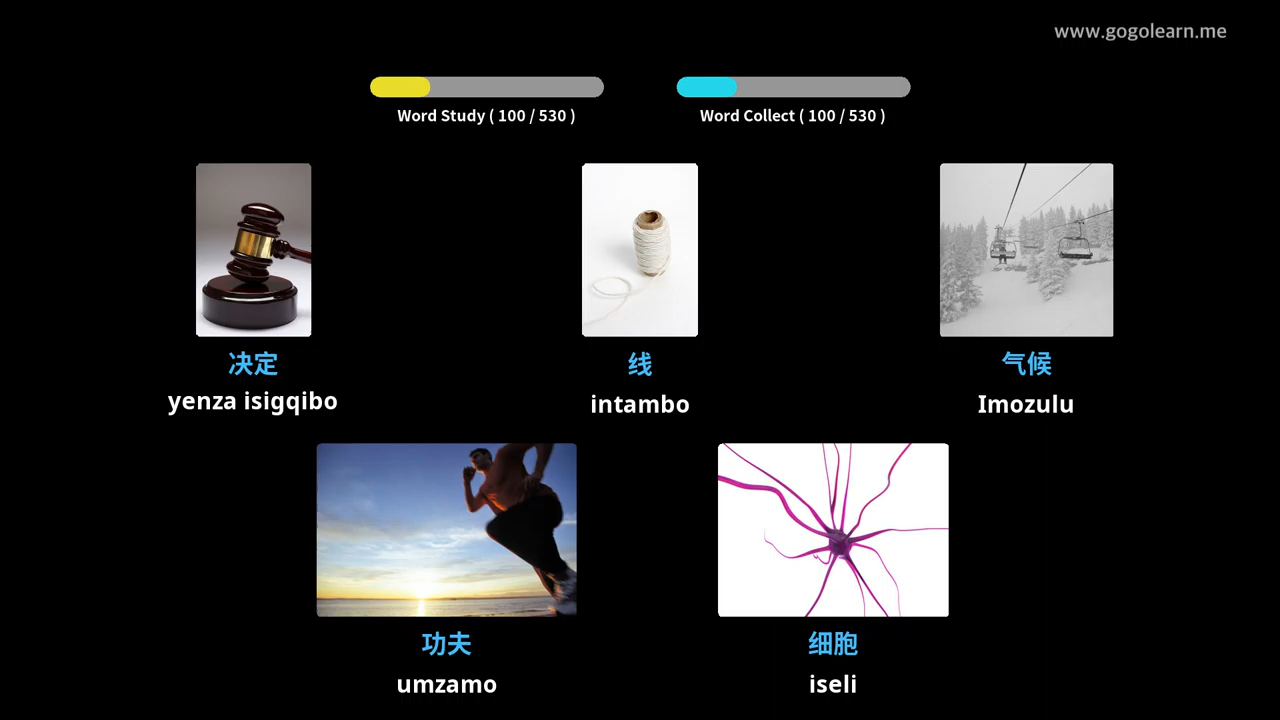 www.gogolearn.me
Word Study ( 100 / 530 )
Word Collect ( 100 / 530 )
决定
线
气候
yenza isigqibo
intambo
Imozulu
功夫
细胞
umzamo
iseli